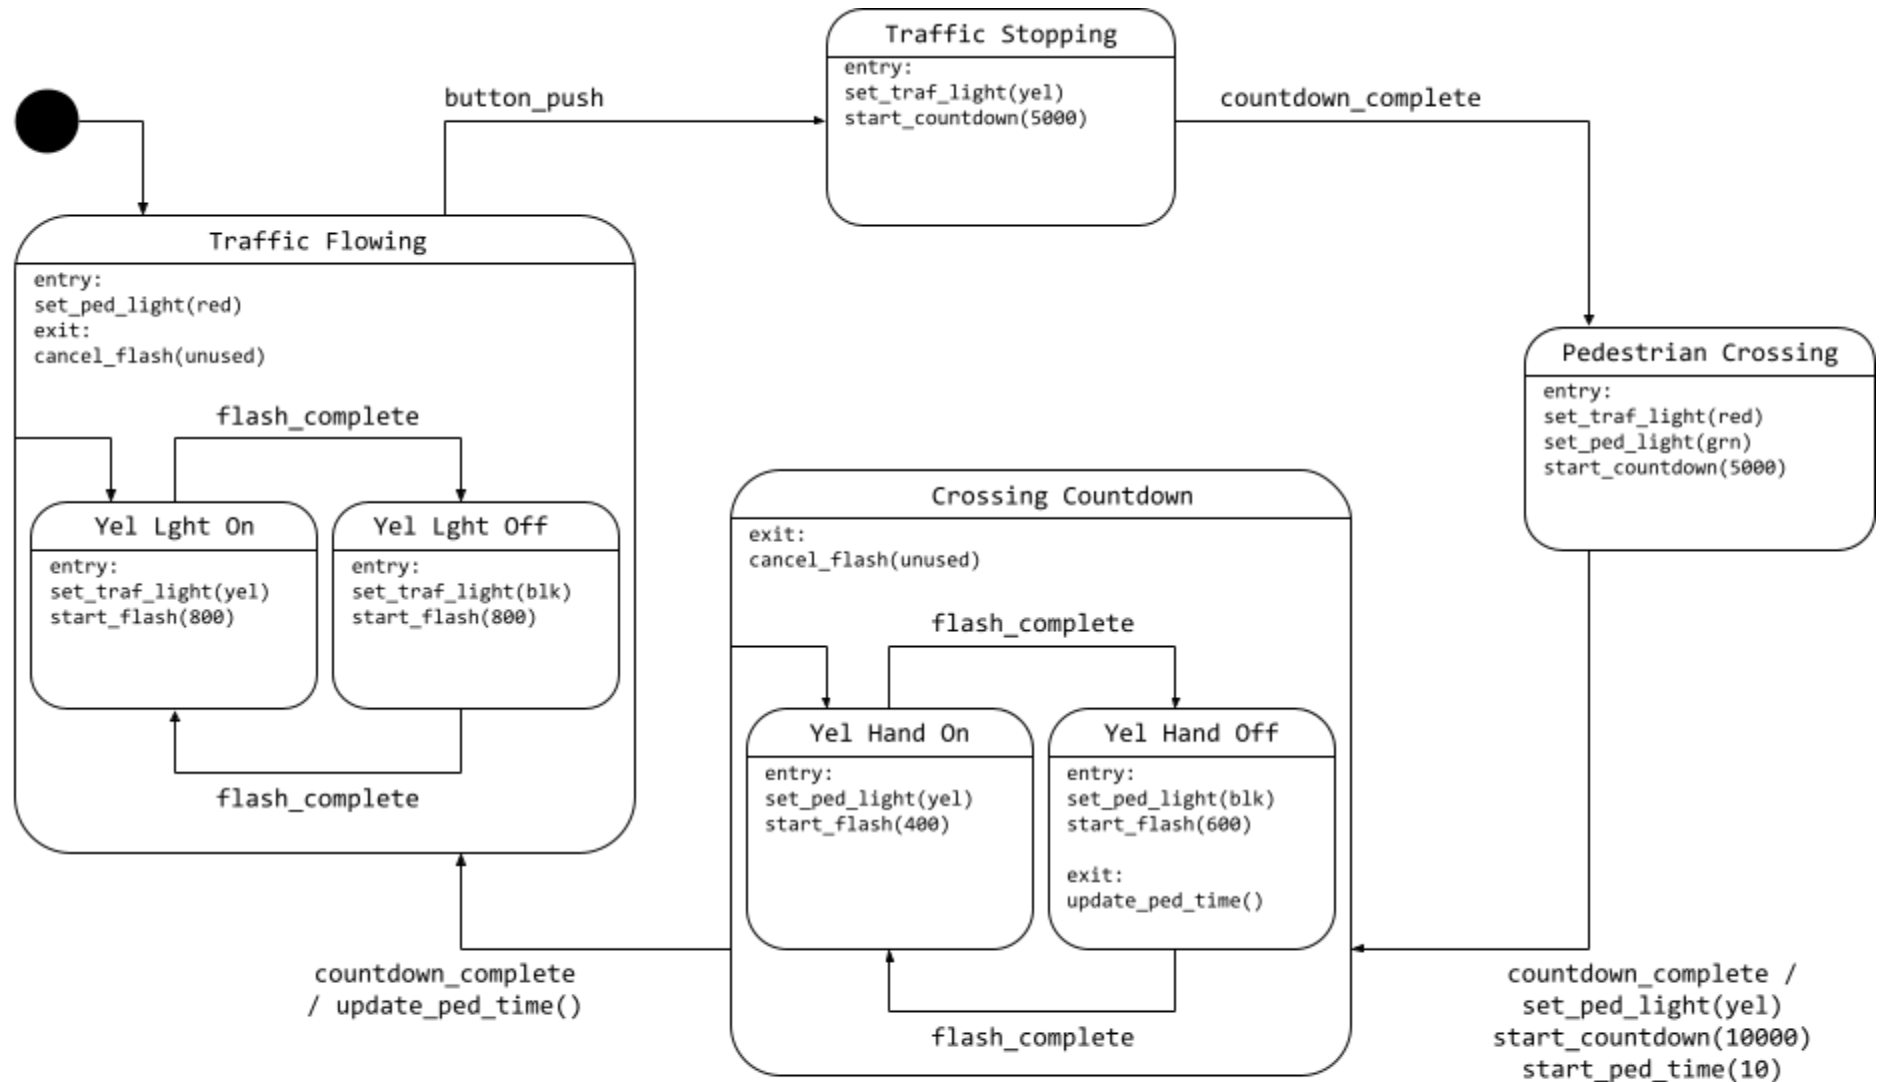 Traffic Stopping
entry:
set_traf_light(yel)
start_countdown(5000)
button_push
countdown_complete
Traffic Flowing
entry:
set_ped_light(red)
exit:
cancel_flash(unused)
flash_complete
Yel Lght On
entry:
set_traf_light(yel)
start_flash(800)
Yel Lght Off
entry:
set_traf_light(blk)
start_flash(800)
flash_complete
Pedestrian Crossing
entry:
set_traf_light(red)
set_ped_light(grn)
start_countdown(5000)
Crossing Countdown
exit:
cancel_flash(unused)
flash_complete
Yel Hand On
entry:
set_ped_light(yel)
start_flash(400)
Yel Hand Off
entry:
set_ped_light(blk)
start_flash(600)
exit:
update_ped_time()
flash_complete
countdown_complete
/ update_ped_time()
countdown_complete /
set_ped_light(yel)
start_countdown(10000)
start_ped_time(10)